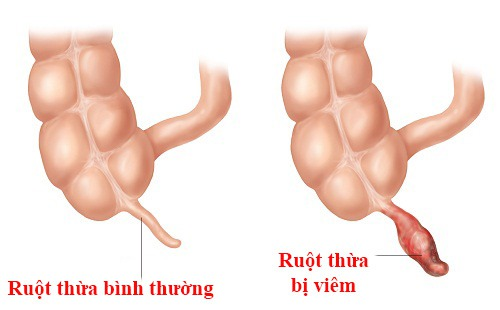 Ruột thừa bình thường
Ruột thừa
bị viêm